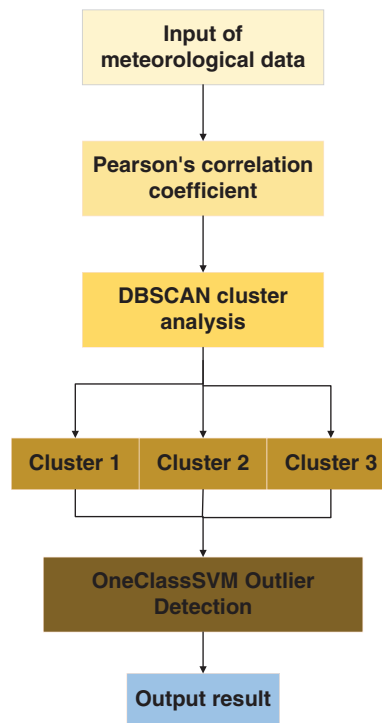 Input of
meteorological data
Pearson's correlation
coefficient
DBSCAN cluster
analysis
Cluster 1
Cluster 2
Cluster 3
OneClassSVM Outlier
Detection
Output result